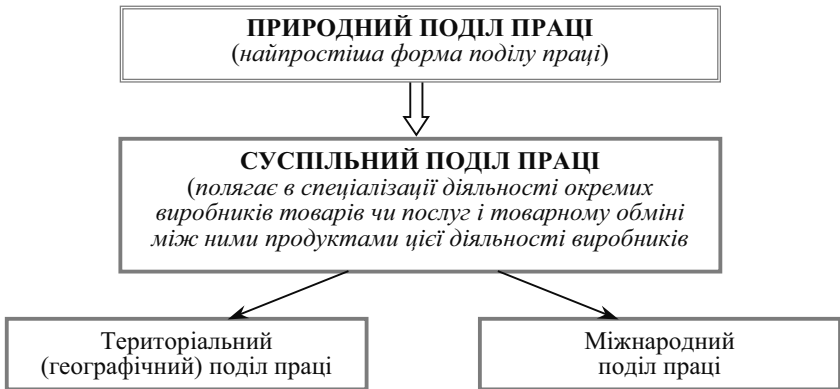 ПРИРОДНИЙ ПОДІЛ ПРАЦІ
(найпростіша форма поділу праці)
СУСПІЛЬНИЙ ПОДІЛ ПРАЦІ
(полягає в спеціалізації діяльності окремих
виробників товарів чи послуг і товарному обміні
між ними продуктами цієї діяльності виробників
Територіальний
(географічний) поділ праці
Міжнародний
поділ праці